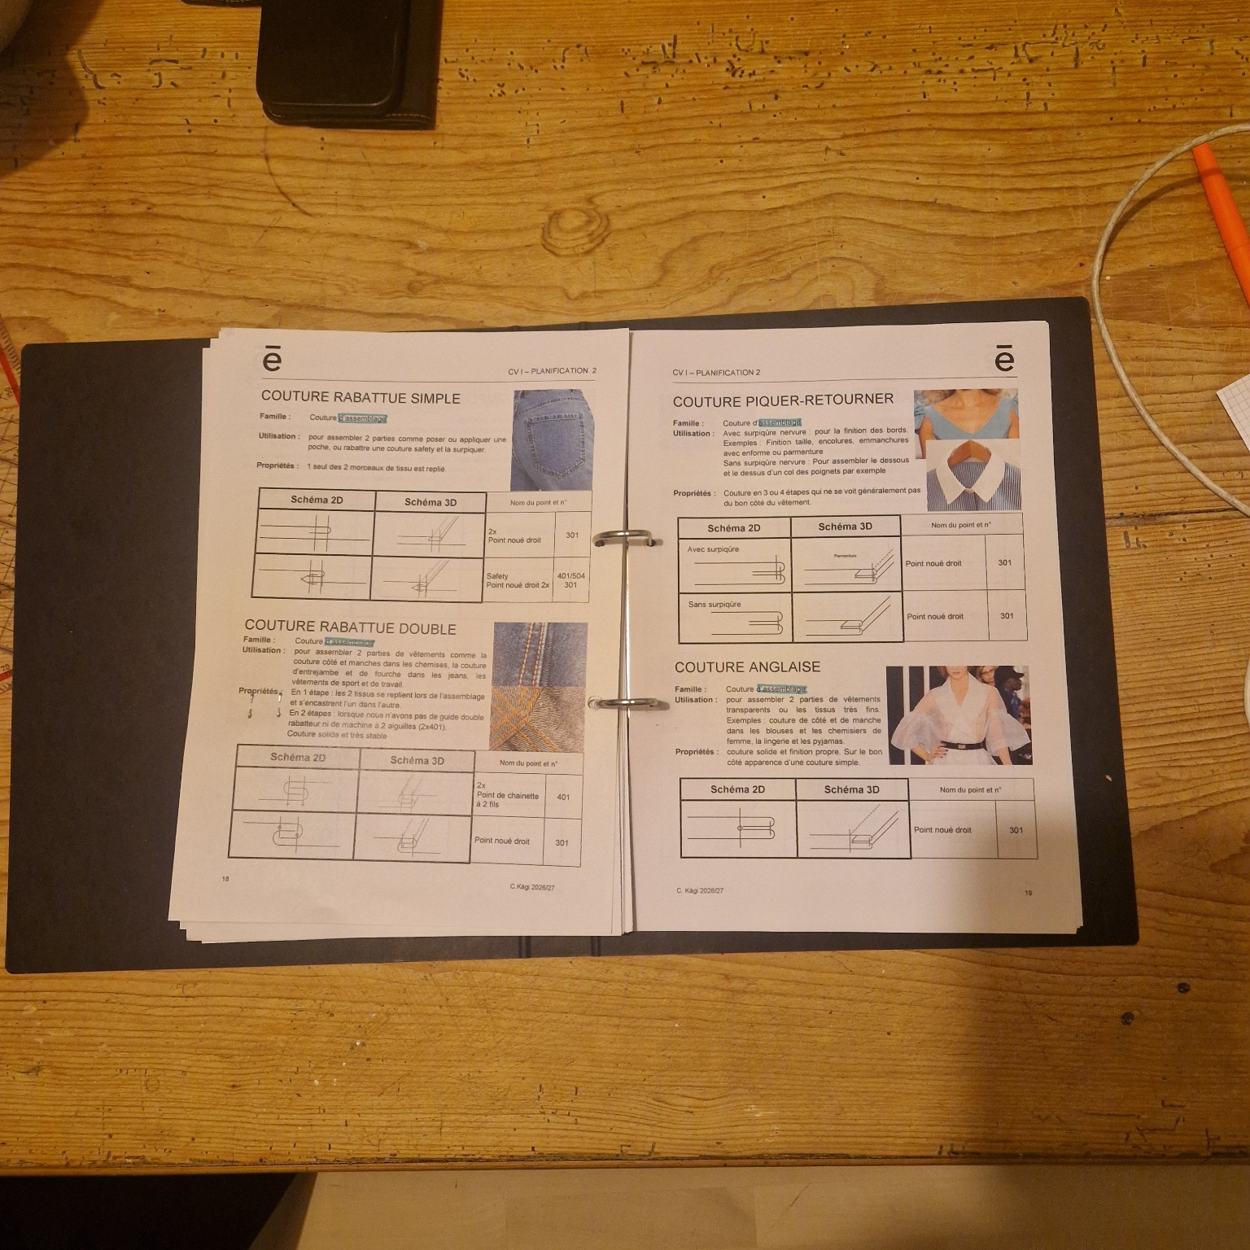 ē
CV I – PLANIFICATION 2
COUTURE RABATTUE SIMPLE
Famille : Couture d'assemblage
Utilisation : pour assembler 2 parties comme poser ou appliquer une
poche, ou rabattre une couture safety et la surpiquer.
Propriétés : 1 seul des 2 morceaux de tissu est replié.
Schéma 2D Schéma 3D Nom du point et n°
2x
Point noué droit 301
Safety 401/504
Point noué droit 2x 301
COUTURE RABATTUE DOUBLE
Famille : Couture d'assemblage
Utilisation : pour assembler 2 parties de vêtements comme la
couture côté et manches dans les chemises, la couture
d'entrejambe et de fourche dans les jeans, les
vêtements de sport et de travail.
Propriétés : En 1 étape : les 2 tissus se replient lors de l'assemblage
et s'encastrent l'un dans l'autre.
En 2 étapes : lorsque nous n'avons pas de guide double
rabatteur ni de machine à 2 aiguilles (2x401).
Couture solide et très stable
Schéma 2D Schéma 3D Nom du point et n°
2x
Point de chainette 401
à 2 fils
Point noué droit 301
18
C. Kägi 2026/27
CV I – PLANIFICATION 2
ē
COUTURE PIQUER-RETOURNER
Famille : Couture d'assemblage
Utilisation : Avec surpiqûre nervure : pour la finition des bords.
Exemples : Finition taille, encolures, emmanchures
avec enforme ou parmenture
Sans surpiqûre nervure : Pour assembler le dessous
et le dessus d'un col des poignets par exemple
Propriétés : Couture en 3 ou 4 étapes qui ne se voit généralement pas
du bon côté du vêtement.
Schéma 2D Schéma 3D Nom du point et n°
Avec surpiqûre
Parmenture
Point noué droit 301
Sans surpiqûre
Point noué droit 301
COUTURE ANGLAISE
Famille : Couture d'assemblage
Utilisation : pour assembler 2 parties de vêtements
transparents ou les tissus très fins.
Exemples : couture de côté et de manche
dans les blouses et les chemisiers de
femme, la lingerie et les pyjamas.
Propriétés : couture solide et finition propre. Sur le bon
côté apparence d'une couture simple.
Schéma 2D Schéma 3D Nom du point et n°
Point noué droit 301
C. Kägi 2026/27
19